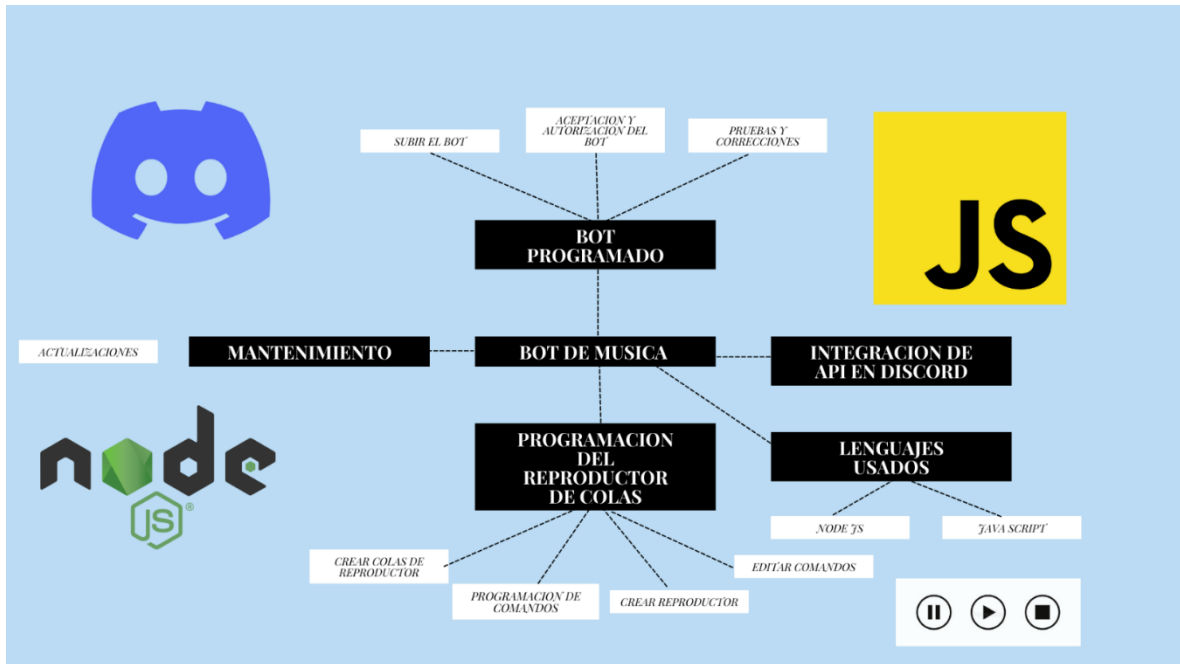 SUBIR EL BOT
ACEPTACION Y
AUTORIZACION DEL
BOT
PRUEBAS Y
CORRECCIONES
JS
BOT
PROGRAMADO
ACTUALIZACIONES
MANTENIMIENTO
BOT DE MUSICA
INTEGRACION DE
API EN DISCORD
node
JS
PROGRAMACION
DEL
REPRODUCTOR
DE COLAS
LENGUAJES
USADOS
NODE JS
JAVA SCRIPT
CREAR COLAS DE
REPRODUCTOR
PROGRAMACION DE
COMANDOS
CREAR REPRODUCTOR
EDITAR COMANDOS